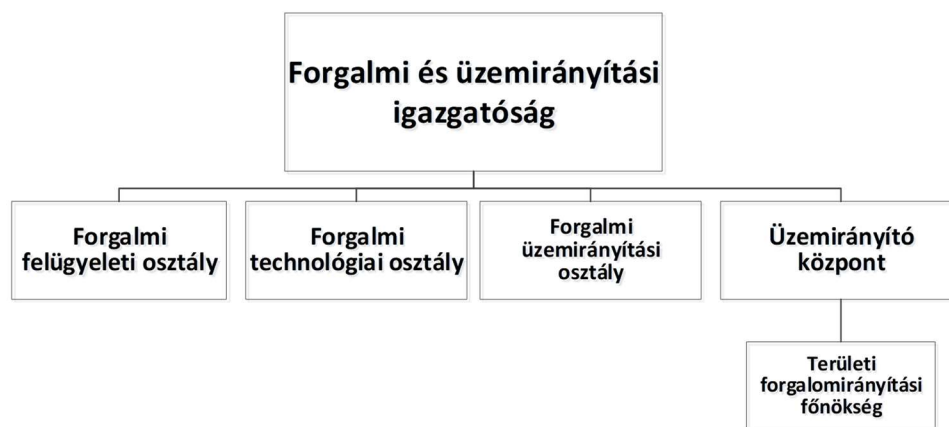 Forgalmi és üzemirányítási
igazgatóság
Forgalmi
felügyeleti osztály
Forgalmi
technológiai osztály
Forgalmi
üzemirányítási
osztály
Üzemirányító
központ
Területi
forgalomirányítási
főnökség